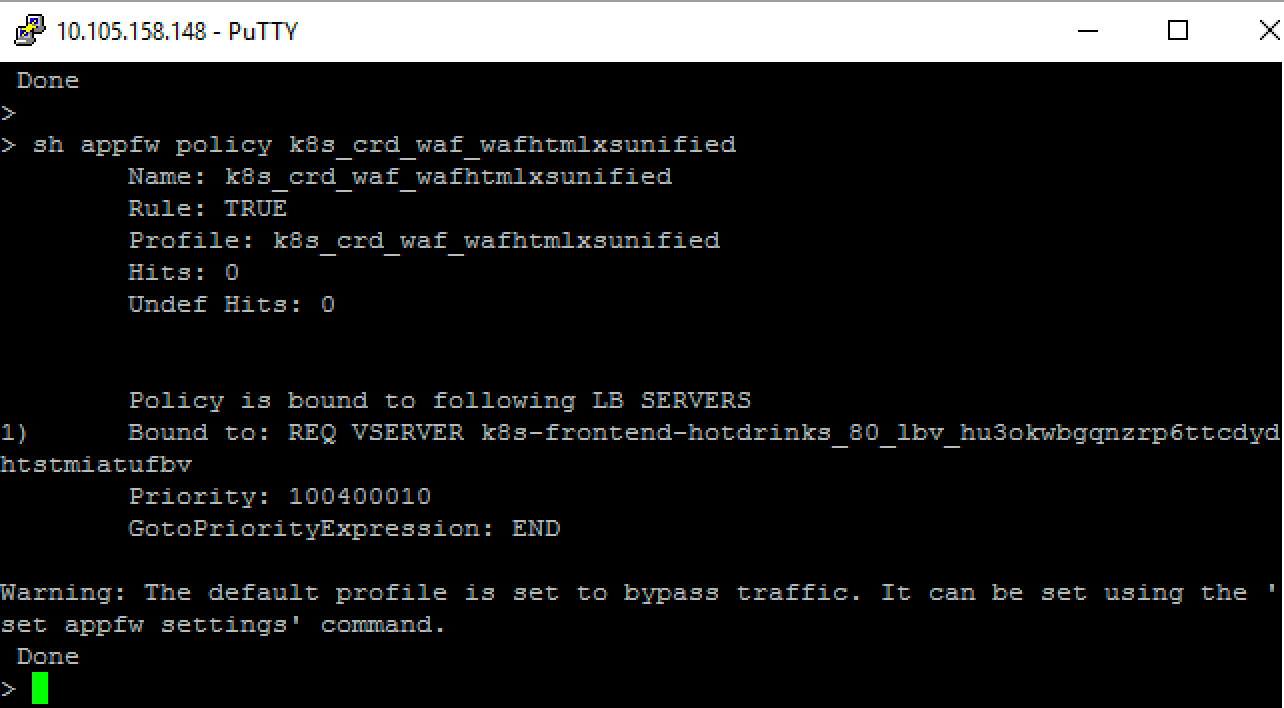 10.105.158.148 - PuTTY
Done
>
> sh appfw policy k8s_crd_waf_wafhtmlxsunified
Name: k8s_crd_waf_wafhtmlxsunified
Rule: TRUE
Profile: k8s_crd_waf_wafhtmlxsunified
Hits: 0
Undef Hits: 0
Policy is bound to following LB SERVERS
1) Bound to: REQ VSERVER k8s-frontend-hotdrinks_80_lbv_hu3okwbgqnzrp6ttcdyd
htstmiatufbv
Priority: 100400010
GotoPriorityExpression: END
Warning: The default profile is set to bypass traffic. It can be set using the '
set appfw settings' command.
Done
>